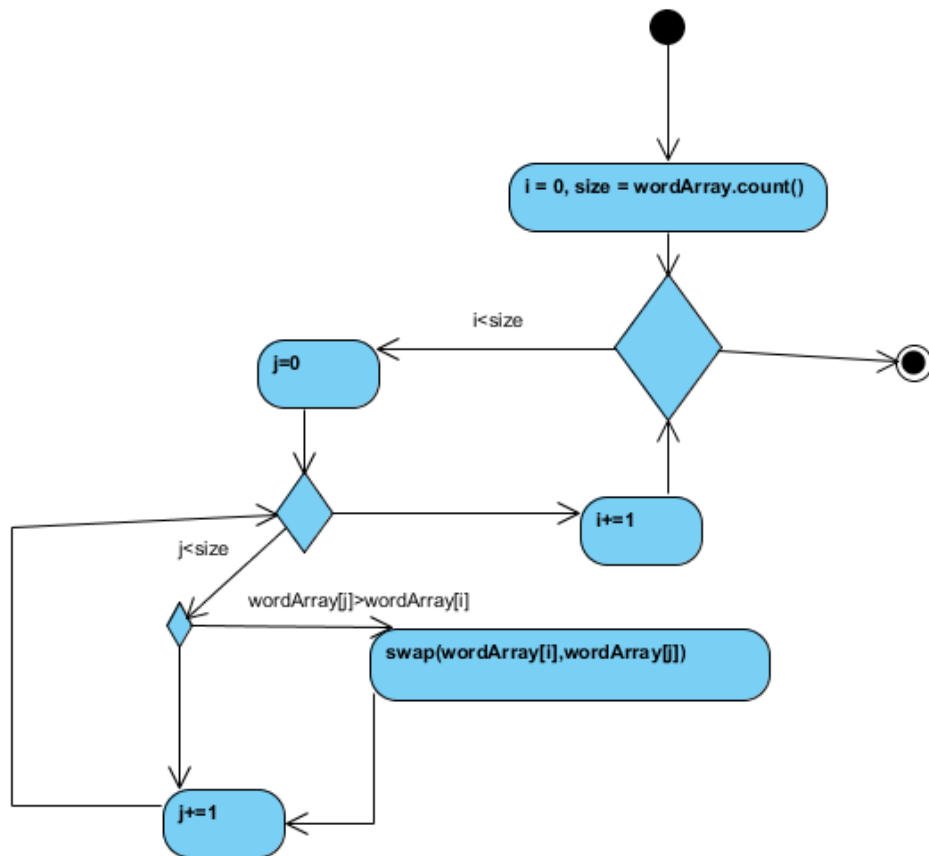 i = 0, size = wordArray.count()
i<size
j=0
i+=1
j<size
wordArray[j]>wordArray[i]
swap(wordArray[i],wordArray[j])
j+=1